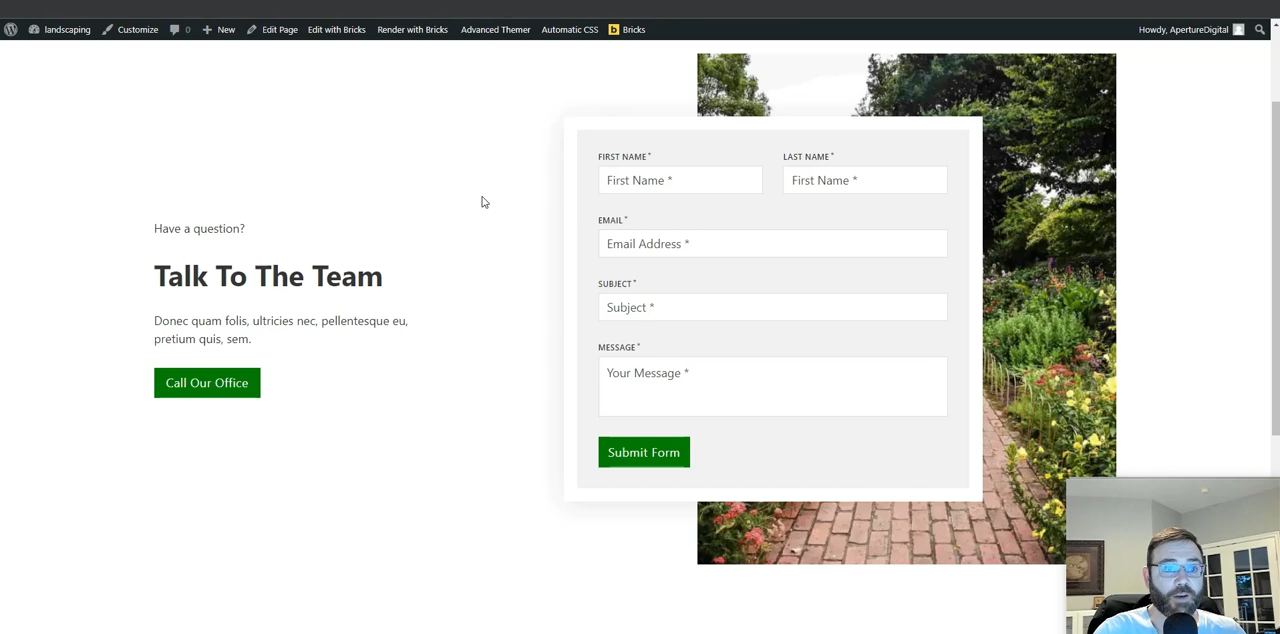 landscaping Customize 0 New Edit Page Edit with Bricks Render with Bricks Advanced Themer Automatic CSS b Bricks Howdy, ApertureDigital
Have a question?
Talk To The Team
Donec quam folis, ultricies nec, pellentesque eu,
pretium quis, sem.
Call Our Office
FIRST NAME* LAST NAME*
First Name * First Name *
EMAIL*
Email Address *
SUBJECT*
Subject *
MESSAGE*
Your Message *
Submit Form